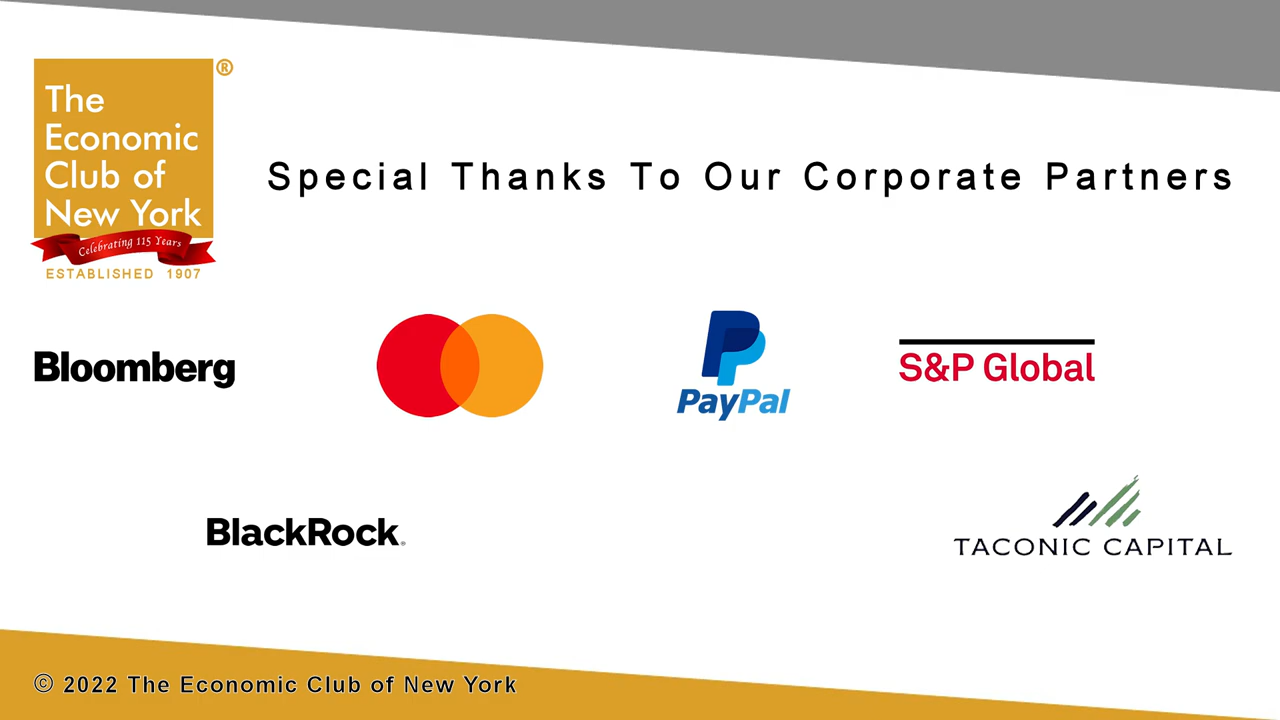 The
Economic
Club of
New York
®
Celebrating 115 Years
ESTABLISHED 1907
Special Thanks To Our Corporate Partners
Bloomberg
PayPal
S&P Global
BlackRock®
TACONIC CAPITAL
© 2022 The Economic Club of New York